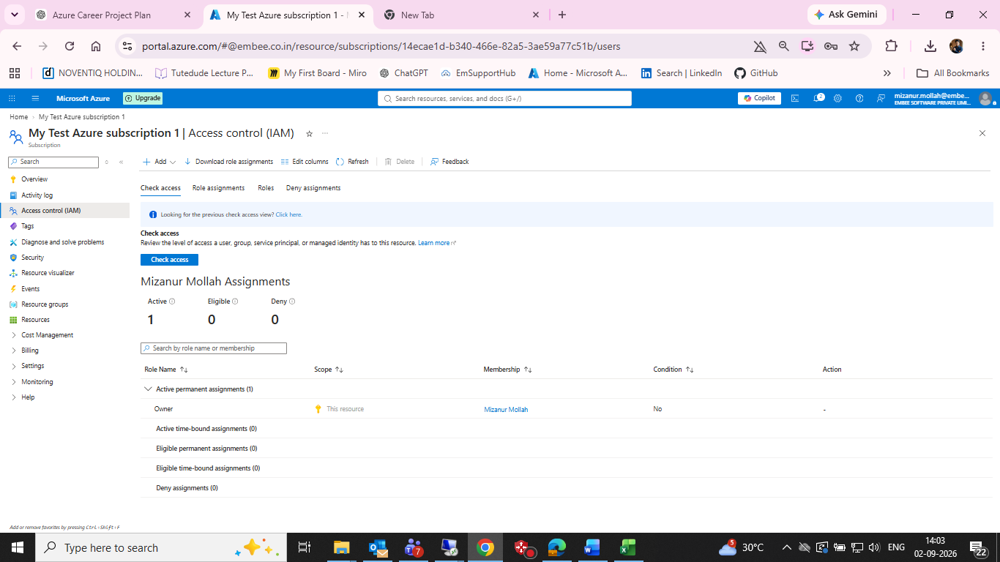 Azure Career Project Plan
My Test Azure subscription 1 -
New Tab
Ask Gemini
portal.azure.com/#@embee.co.in/resource/subscriptions/14ecae1d-b340-466e-82a5-3ae59a77c51b/users
NOVENTIQ HOLDIN...
Tutedude Lecture P...
My First Board - Miro
ChatGPT
EmSupportHub
Home - Microsoft A...
Search | LinkedIn
GitHub
»
All Bookmarks
Microsoft Azure
Upgrade
Search resources, services, and docs (G+/)
Copilot
2
mizanur.mollah@embe...
EMBEE SOFTWARE PRIVATE LIMI...
Home > My Test Azure subscription 1
My Test Azure subscription 1 | Access control (IAM)
Subscription
Search
Add
Download role assignments
Edit columns
Refresh
Delete
Feedback
Overview
Activity log
Access control (IAM)
Tags
Diagnose and solve problems
Security
Resource visualizer
Events
Resource groups
Resources
Cost Management
Billing
Settings
Monitoring
Help
Add or remove favorites by pressing Ctrl+Shift+F
Check access
Role assignments
Roles
Deny assignments
Looking for the previous check access view? Click here.
Check access
Review the level of access a user, group, service principal, or managed identity has to this resource. Learn more
Check access
Mizanur Mollah Assignments
Active
Eligible
Deny
1
0
0
Search by role name or membership
Role Name
Scope
Membership
Condition
Action
Active permanent assignments (1)
Owner
This resource
Mizanur Mollah
No
-
Active time-bound assignments (0)
Eligible permanent assignments (0)
Eligible time-bound assignments (0)
Deny assignments (0)
Type here to search
7
5
30°C
ENG
14:03
02-09-2026
22